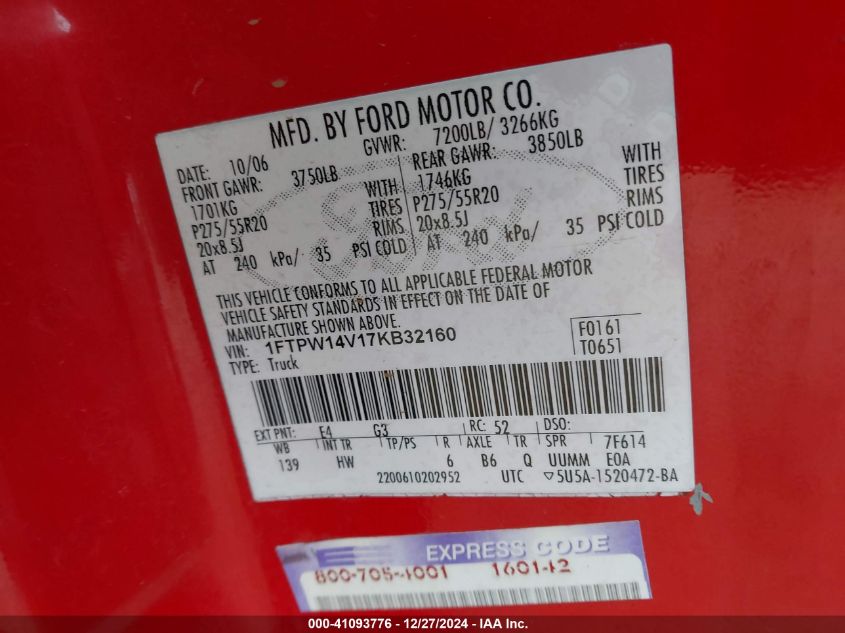 MFD. BY FORD MOTOR CO.
DATE: 10/06 GVWR: 7200LB/ 3266KG
FRONT GAWR: 3750LB REAR GAWR: 3850LB
1701KG WITH 1746KG WITH
P275/55R20 TIRES P275/55R20 TIRES
20x8.5J RIMS 20x8.5J RIMS
AT 240 kPa/ 35 PSI COLD AT 240 kPa/ 35 PSI COLD
Ford
THIS VEHICLE CONFORMS TO ALL APPLICABLE FEDERAL MOTOR
VEHICLE SAFETY STANDARDS IN EFFECT ON THE DATE OF
MANUFACTURE SHOWN ABOVE.
VIN: 1FTPW14V17KB32160 F0161
TYPE: Truck T0651
EXT PNT: E4 G3 RC: 52 DSO:
WB INT TR TP/PS R AXLE TR SPR 7F614
139 HW 6 B6 Q UUMM EOA
2200610202952 UTC ▽5U5A-1520472-BA
EXPRESS CODE
800-705-4001 160142
000-41093776 – 12/27/2024 – IAA Inc.